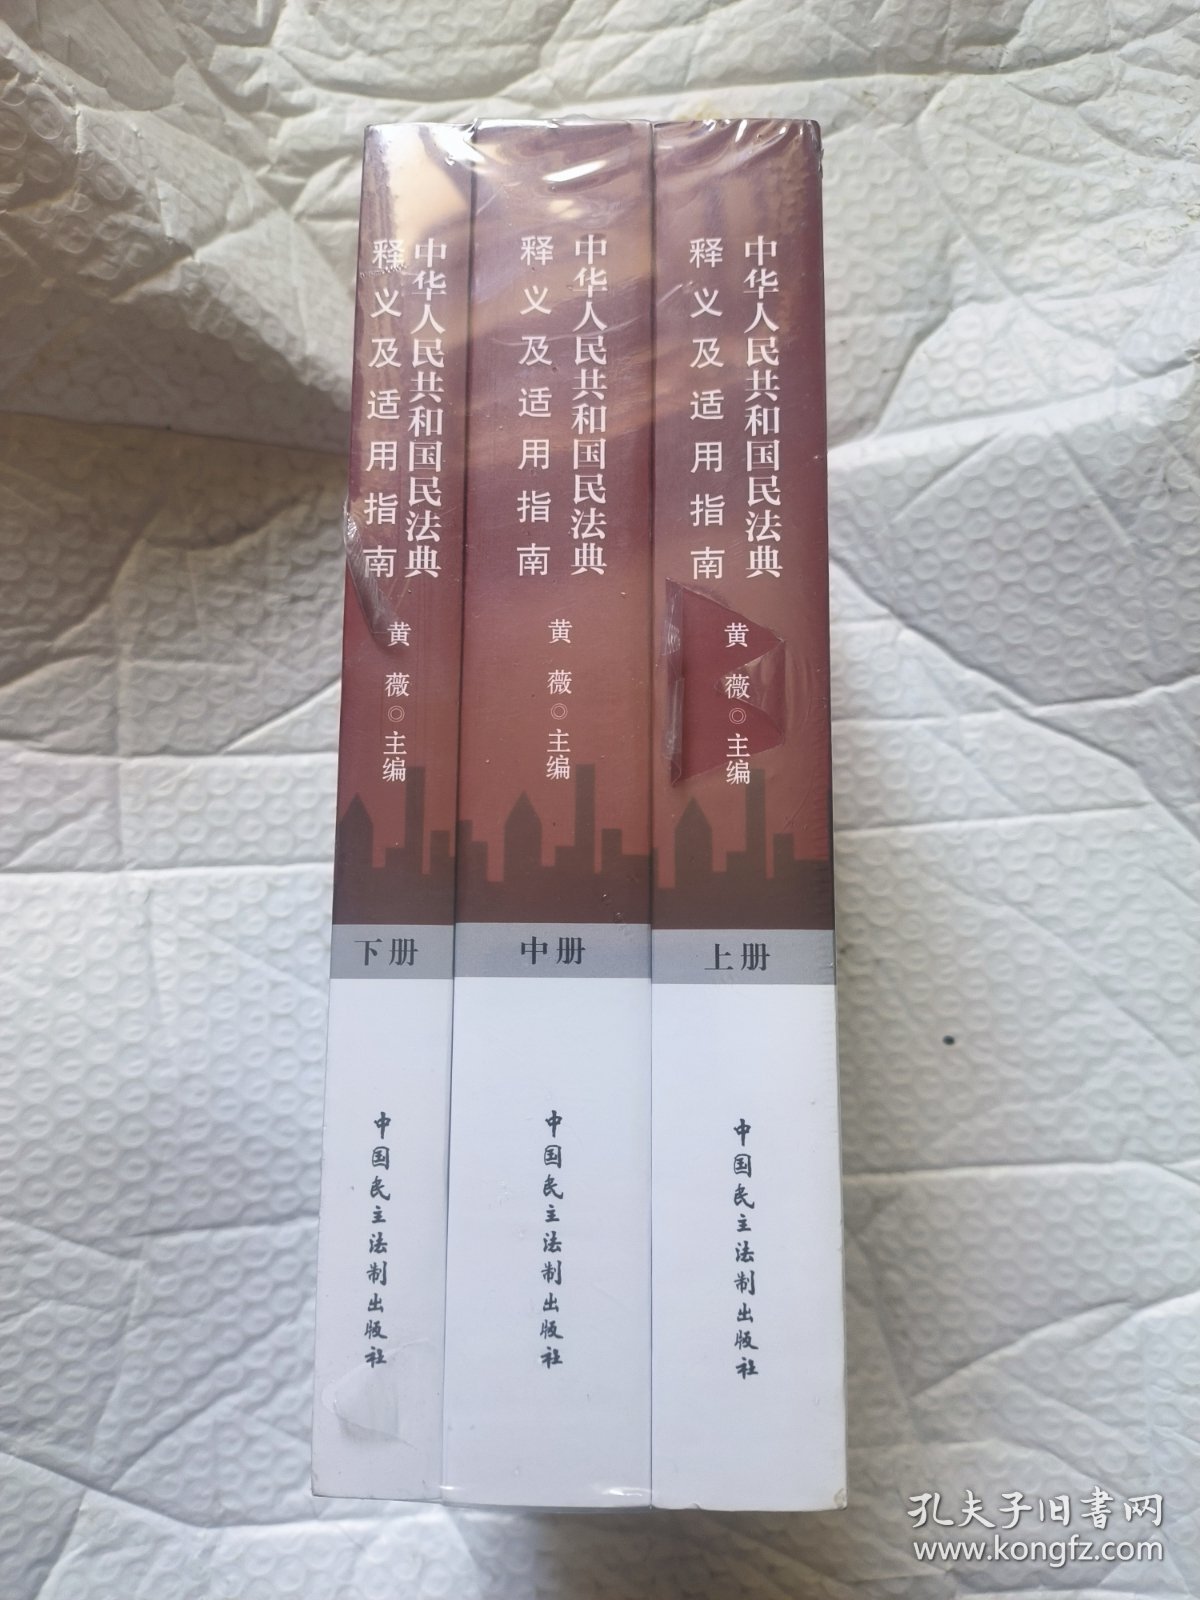 中华人民共和国民法典
释义及适用指南
黄 薇◎主编
下册
中国民主法制出版社
中华人民共和国民法典
释义及适用指南
黄 薇◎主编
中册
中国民主法制出版社
中华人民共和国民法典
释义及适用指南
黄 薇◎主编
上册
中国民主法制出版社
孔夫子旧书网
www.kongfz.com